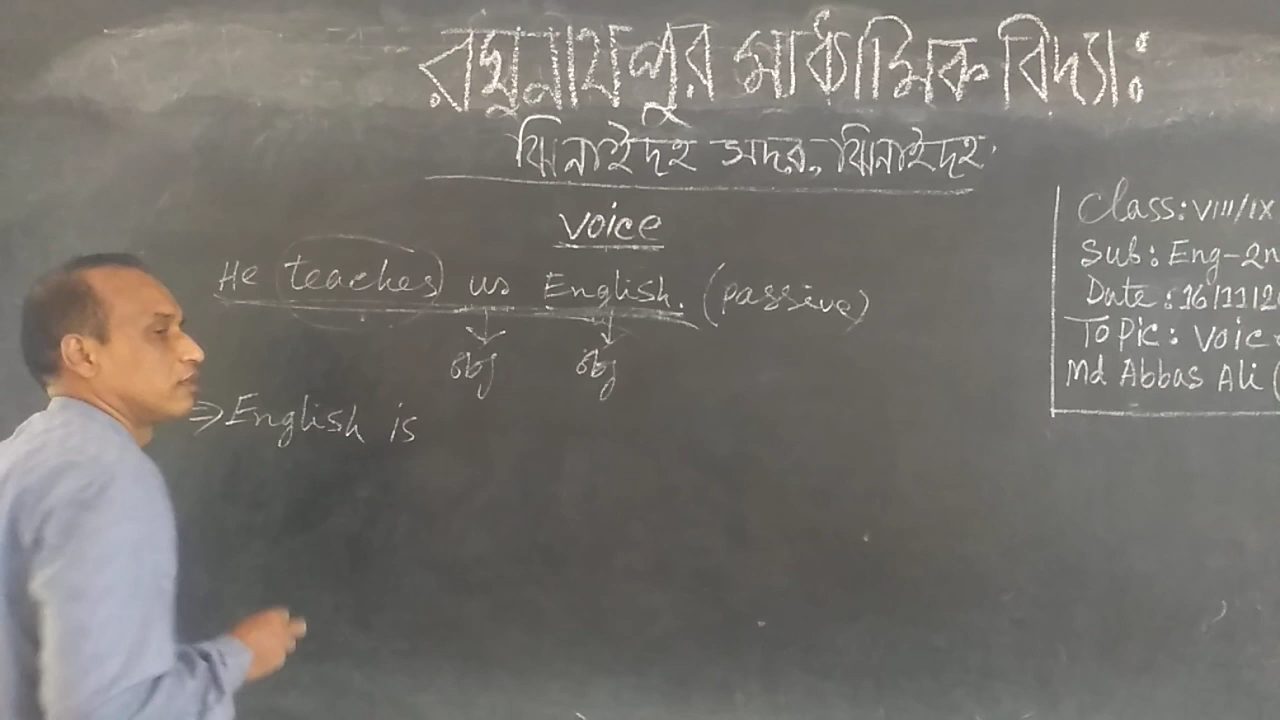 রঘুনাথপুর মাধ্যমিক বিদ্যাঃ
ঝিনাইদহ সদর, ঝিনাইদহ
voice
He teaches us English. (passive)
obj obj
⇒ English is
Class: VIII/IX
Sub: Eng-2n
Date: 16/11/2
Topic: Voic
Md Abbas Ali (